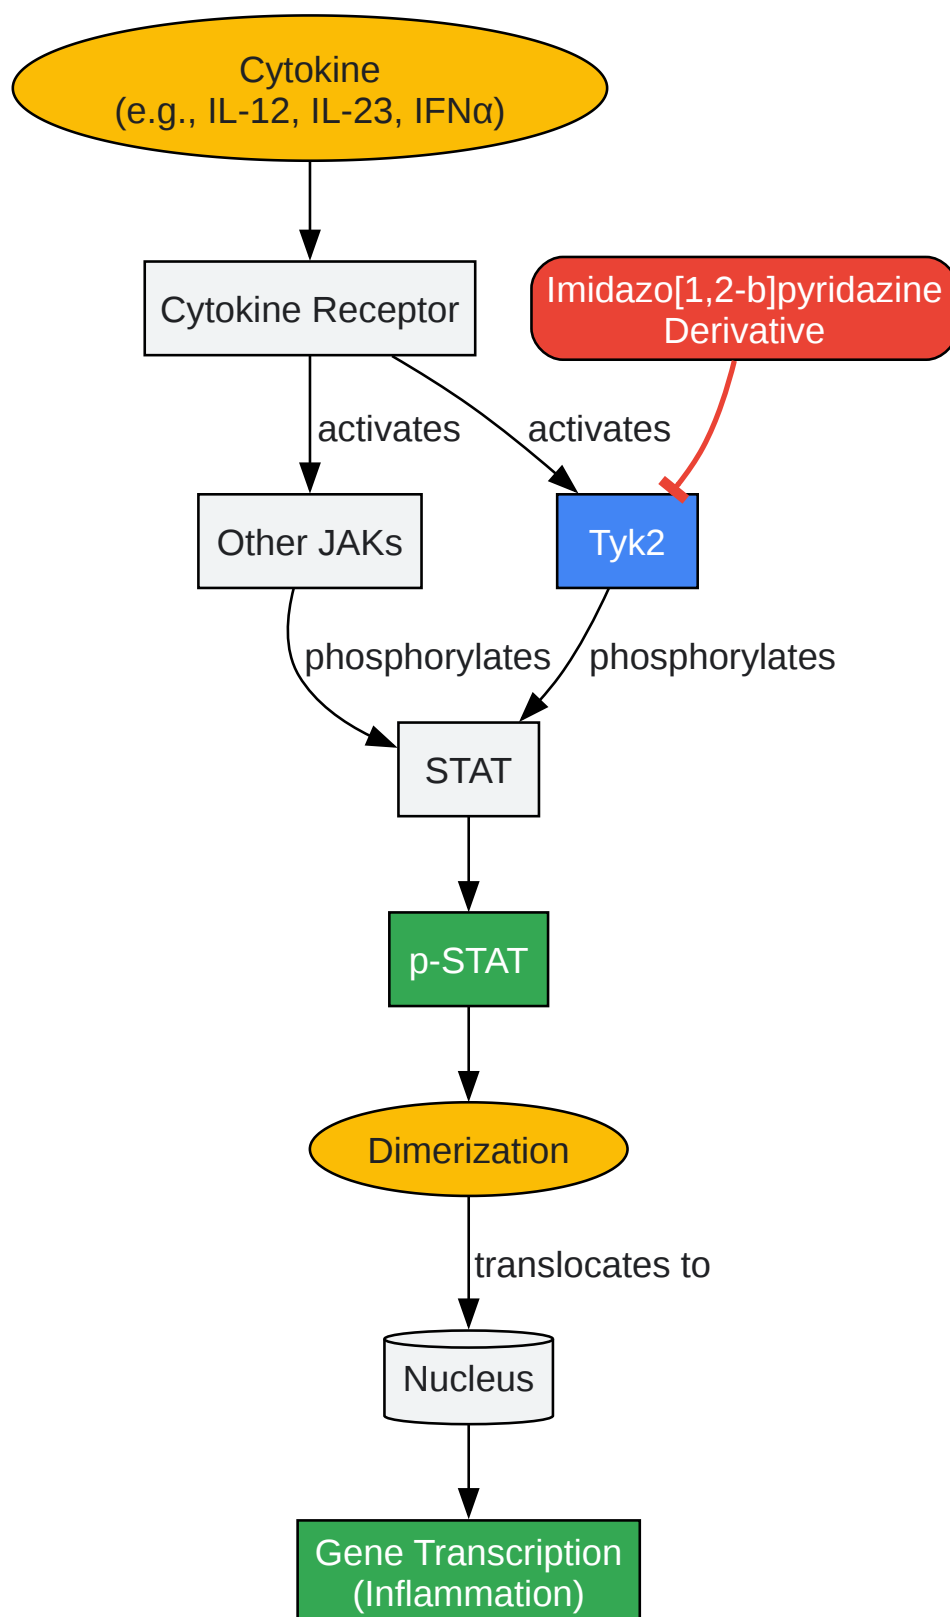 Cytokine
(e.g., IL-12, IL-23, IFNα)
Cytokine Receptor
Imidazo[1,2-b]pyridazine
Derivative
activates
activates
Other JAKs
Tyk2
phosphorylates
phosphorylates
STAT
p-STAT
Dimerization
translocates to
Nucleus
Gene Transcription
(Inflammation)